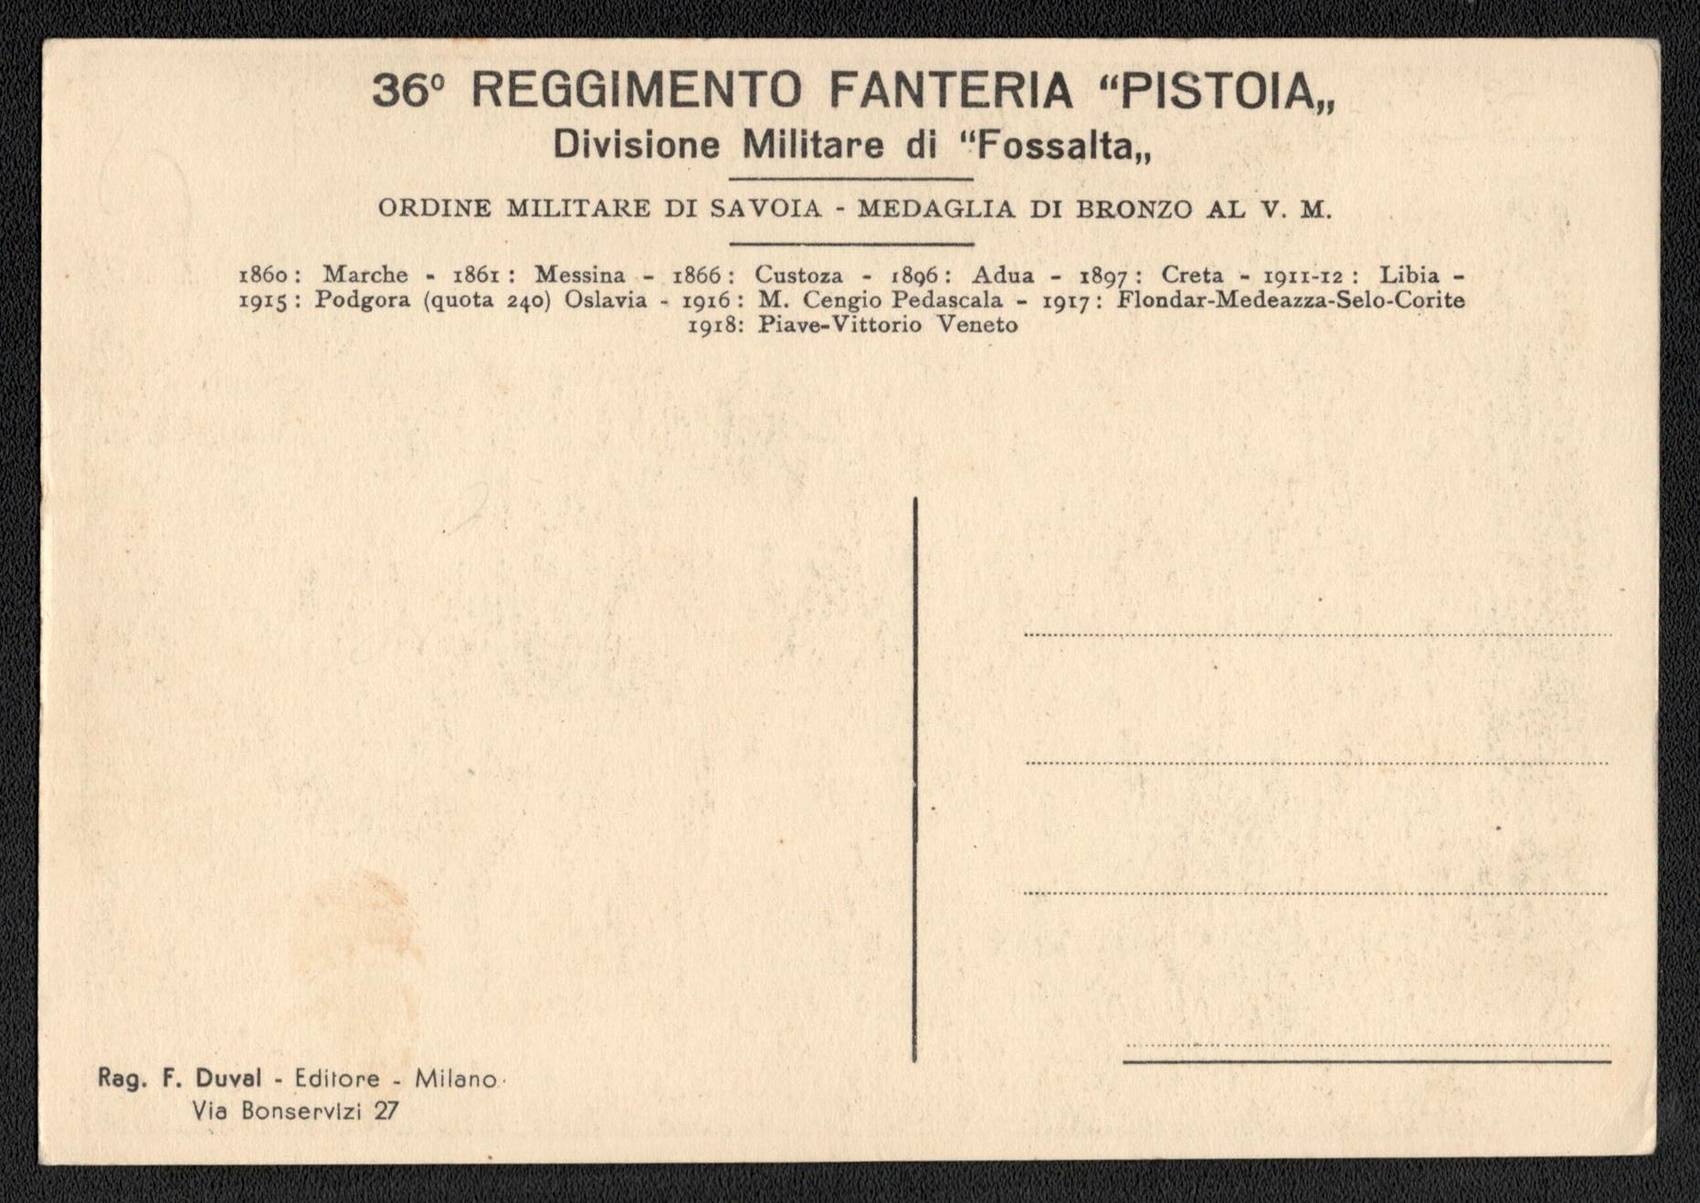 36º REGGIMENTO FANTERIA “PISTOIA„
Divisione Militare di “Fossalta„
ORDINE MILITARE DI SAVOIA - MEDAGLIA DI BRONZO AL V. M.
1860 : Marche - 1861 : Messina - 1866 : Custoza - 1896 : Adua - 1897 : Creta - 1911-12 : Libia -
1915 : Podgora (quota 240) Oslavia - 1916 : M. Cengio Pedascala - 1917 : Flondar-Medeazza-Selo-Corite
1918: Piave-Vittorio Veneto
Rag. F. Duval - Editore - Milano
Via Bonservizi 27